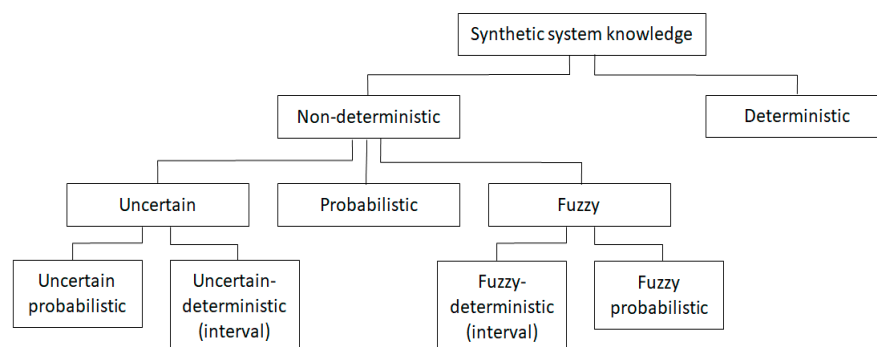 Synthetic system knowledge
Non-deterministic
Deterministic
Uncertain
Probabilistic
Fuzzy
Uncertain
probabilistic
Uncertain-
deterministic
(interval)
Fuzzy-
deterministic
(interval)
Fuzzy
probabilistic